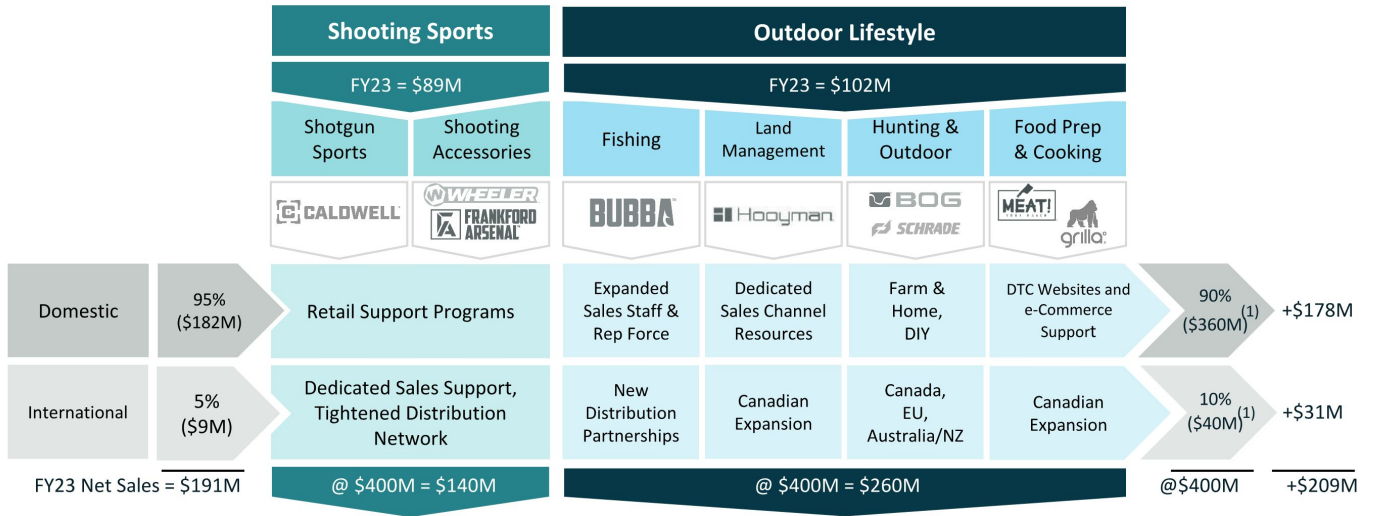 Shooting Sports
Outdoor Lifestyle
FY23 = $89M
FY23 = $102M
Shotgun
Sports
Shooting
Accessories
Fishing
Land
Management
Hunting &
Outdoor
Food Prep
& Cooking
CALDWELL
WHEELER
FRANKFORD
ARSENAL
BUBBA
Hooyman
BOG
SCHRADE
MEAT!
grilla
Domestic
95%
($182M)
Retail Support Programs
Expanded
Sales Staff &
Rep Force
Dedicated
Sales Channel
Resources
Farm &
Home,
DIY
DTC Websites and
e-Commerce
Support
90%
($360M)(1)
+$178M
International
5%
($9M)
Dedicated Sales Support,
Tightened Distribution
Network
New
Distribution
Partnerships
Canadian
Expansion
Canada,
EU,
Australia/NZ
Canadian
Expansion
10%
($40M)(1)
+$31M
FY23 Net Sales = $191M
@ $400M = $140M
@ $400M = $260M
@$400M
+$209M